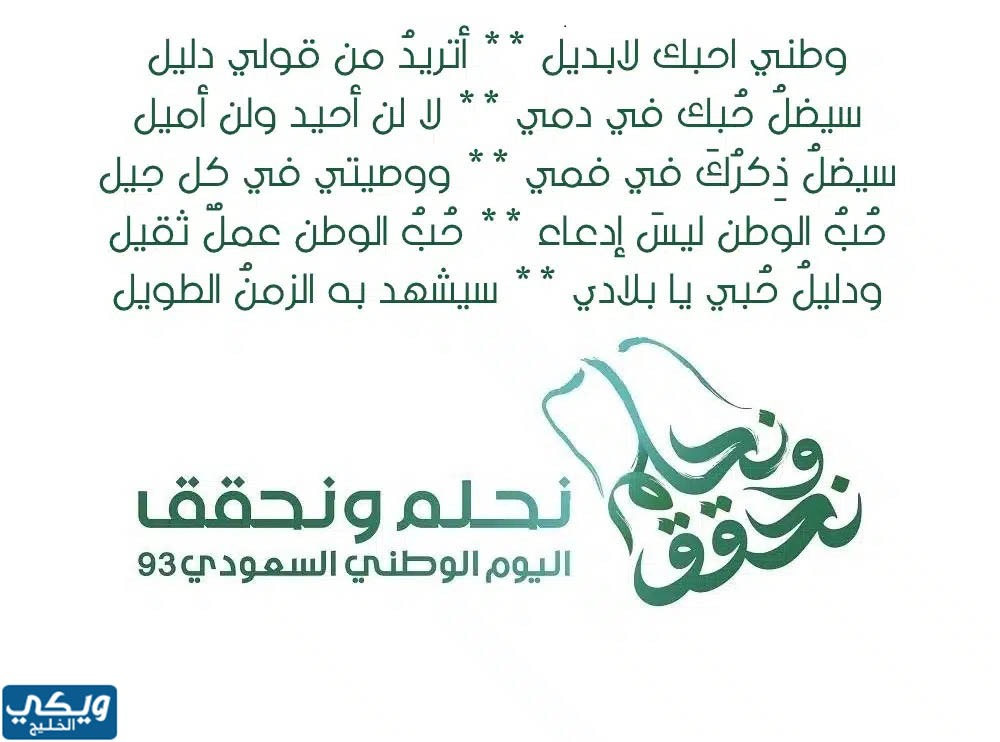 وطني احبك لابديل ** أتريدُ من قولي دليل
سيضلُ حُبك في دمي ** لا لن أحيد ولن أميل
سيضلُ ذِكرُكَ في فمي ** ووصيتي في كل جيل
حُبُ الوطن ليسَ إدعاء ** حُبُ الوطن عملٌ ثقيل
ودليلُ حُبي يا بلادي ** سيشهد به الزمنُ الطويل
نحلم ونحقق
نحلم ونحقق
اليوم الوطني السعودي 93
ويكي
الخليج